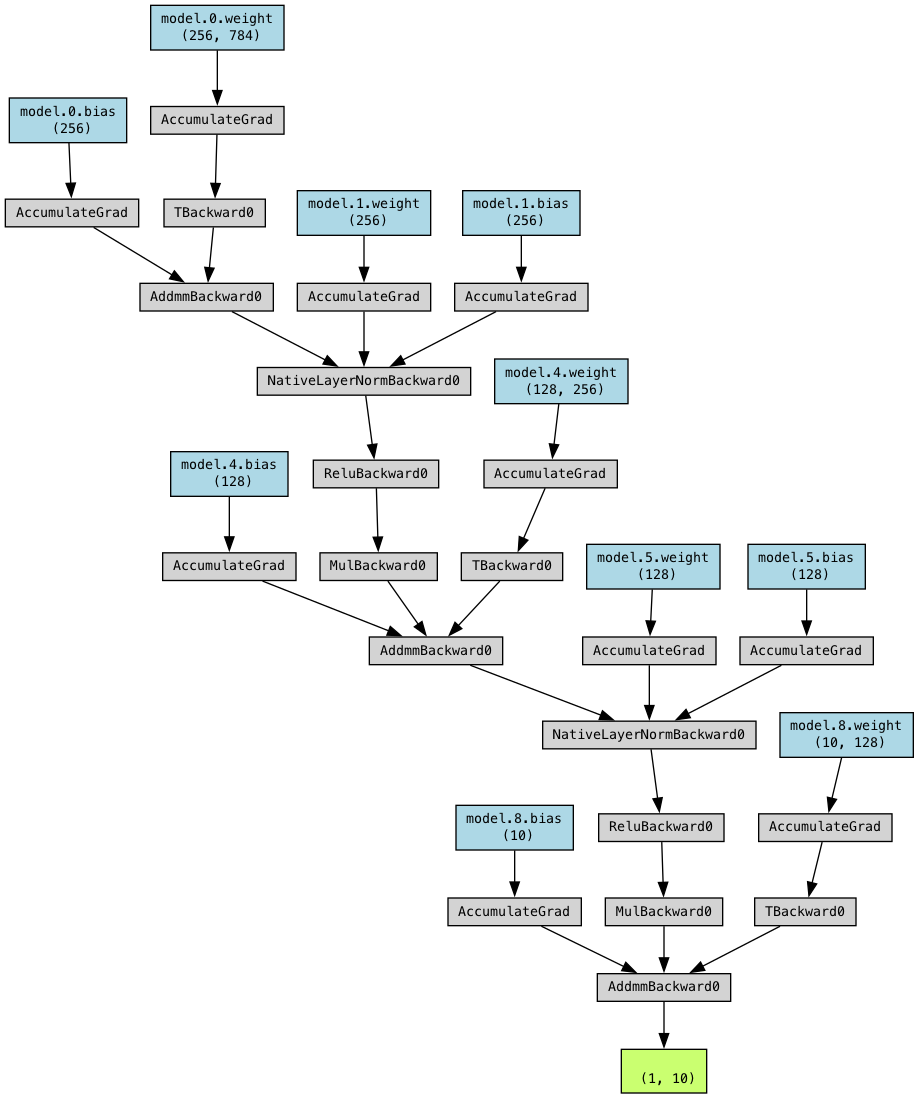 model.0.weight
(256, 784)
model.0.bias
(256)
AccumulateGrad
AccumulateGrad
TBackward0
model.1.weight
(256)
model.1.bias
(256)
AddmmBackward0
AccumulateGrad
AccumulateGrad
NativeLayerNormBackward0
model.4.weight
(128, 256)
model.4.bias
(128)
ReluBackward0
AccumulateGrad
AccumulateGrad
MulBackward0
TBackward0
model.5.weight
(128)
model.5.bias
(128)
AddmmBackward0
AccumulateGrad
AccumulateGrad
NativeLayerNormBackward0
model.8.weight
(10, 128)
model.8.bias
(10)
ReluBackward0
AccumulateGrad
AccumulateGrad
MulBackward0
TBackward0
AddmmBackward0
(1, 10)